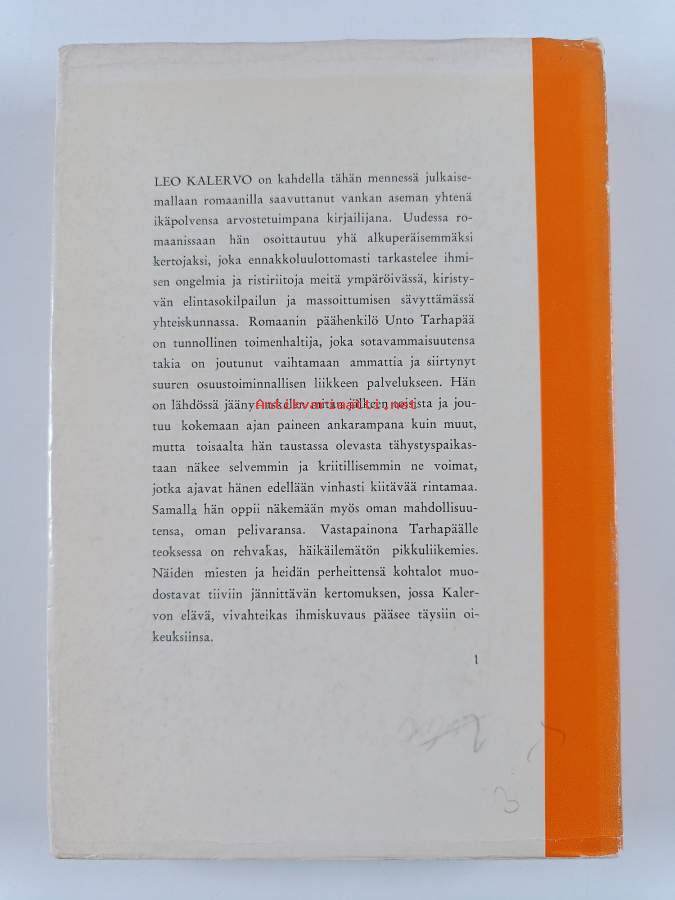 LEO KALERVO on kahdella tähän mennessä julkaise-
mallaan romaanilla saavuttanut vankan aseman yhtenä
ikäpolvensa arvostetuimpana kirjailijana. Uudessa ro-
maanissaan hän osoittautuu yhä alkuperäisemmäksi
kertojaksi, joka ennakkoluulottomasti tarkastelee ihmi-
sen ongelmia ja ristiriitoja meitä ympäröivässä, kiristy-
vän elintasokilpailun ja massoittumisen sävyttämässä
yhteiskunnassa. Romaanin päähenkilö Unto Tarhapää
on tunnollinen toimenhaltija, joka sotavammaisuutensa
takia on joutunut vaihtamaan ammattia ja siirtynyt
suuren osuustoiminnallisen liikkeen palvelukseen. Hän
on lähdössä jäänyt toista ja jou-
Antikvariaatti.net
tuu kokemaan ajan paineen ankarampana kuin muut,
mutta toisaalta hän taustassa olevasta tähystyspaikas-
taan näkee selvemmin ja kriitillisemmin ne voimat,
jotka ajavat hänen edellään vinhasti kiitävää rintamaa.
Samalla hän oppii näkemään myös oman mahdollisuu-
tensa, oman pelivaransa. Vastapainona Tarhapäälle
teoksessa on rehvakas, häikäilemätön pikkuliikemies.
Näiden miesten ja heidän perheittensä kohtalot muo-
dostavat tiiviin jännittävän kertomuksen, jossa Kaler-
von elävä, vivahteikas ihmiskuvaus pääsee täysiin oi-
keuksiinsa.
1
3